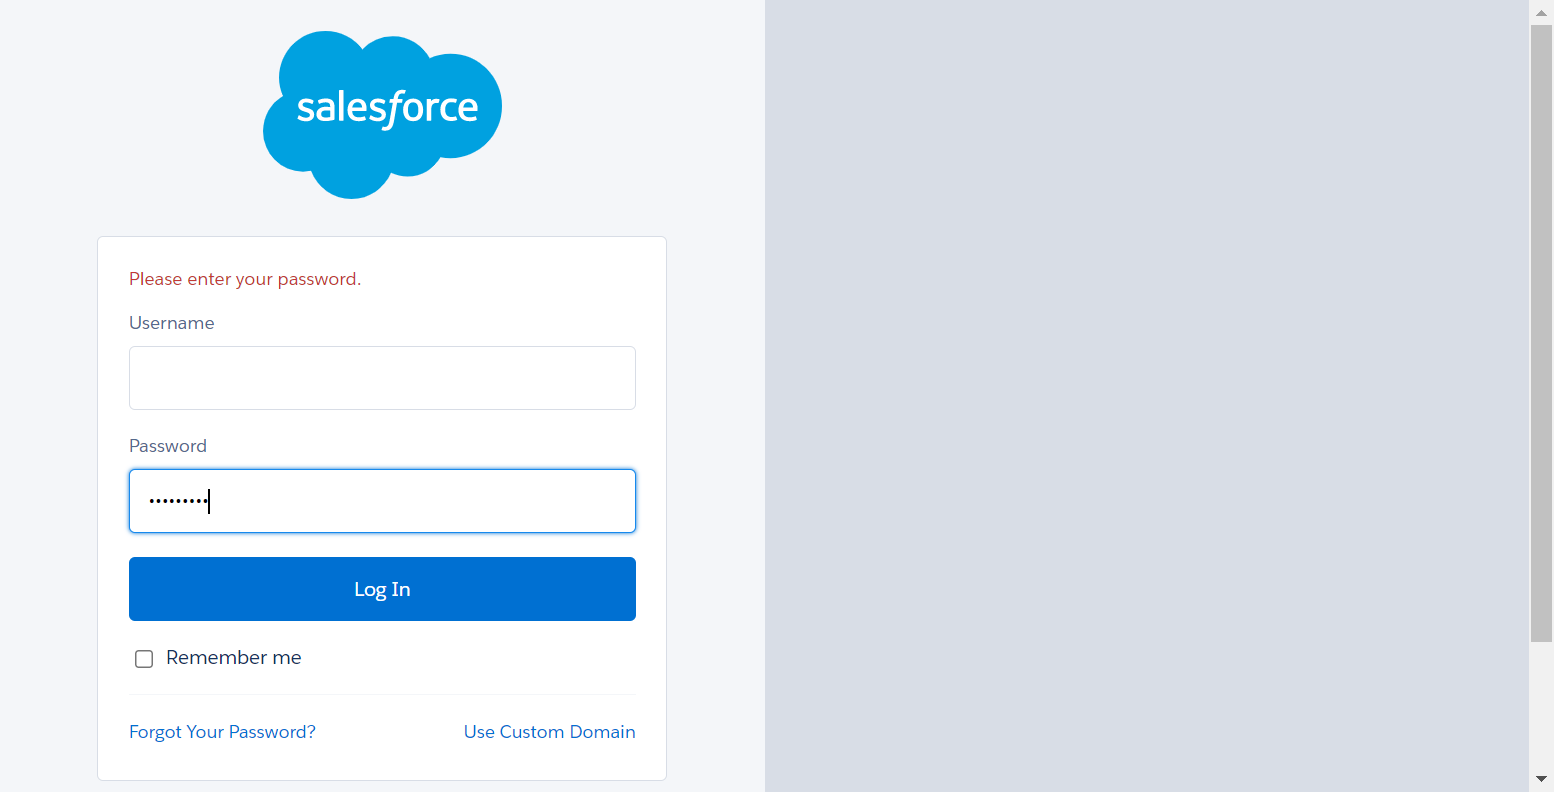 salesforce
Please enter your password.
Username
Password
•••••••••
Log In
Remember me
Forgot Your Password?
Use Custom Domain